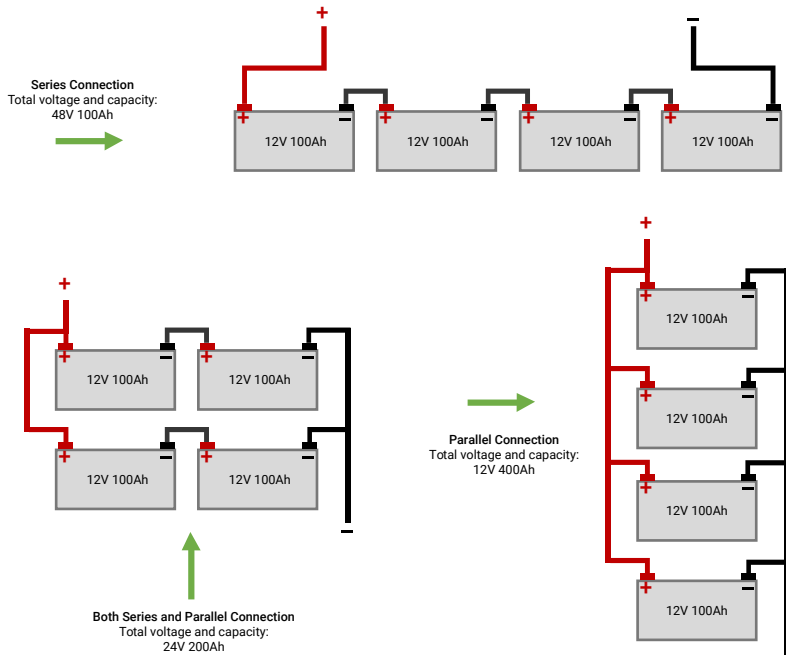 +
−
Series Connection
Total voltage and capacity:
48V 100Ah
+ −
+ −
+ −
+ −
12V 100Ah
12V 100Ah
12V 100Ah
12V 100Ah
+
+ −
+ −
12V 100Ah
12V 100Ah
+ −
+ −
12V 100Ah
12V 100Ah
−
Both Series and Parallel Connection
Total voltage and capacity:
24V 200Ah
Parallel Connection
Total voltage and capacity:
12V 400Ah
+
+ −
12V 100Ah
+ −
12V 100Ah
+ −
12V 100Ah
+ −
12V 100Ah